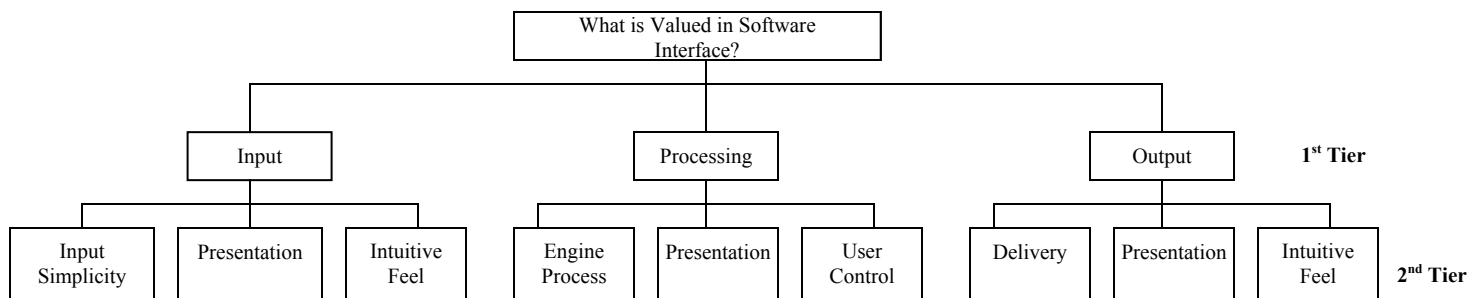 What is Valued in Software
Interface?
Input
Processing
Output
1st Tier
Input
Simplicity
Presentation
Intuitive
Feel
Engine
Process
Presentation
User
Control
Delivery
Presentation
Intuitive
Feel
2nd Tier